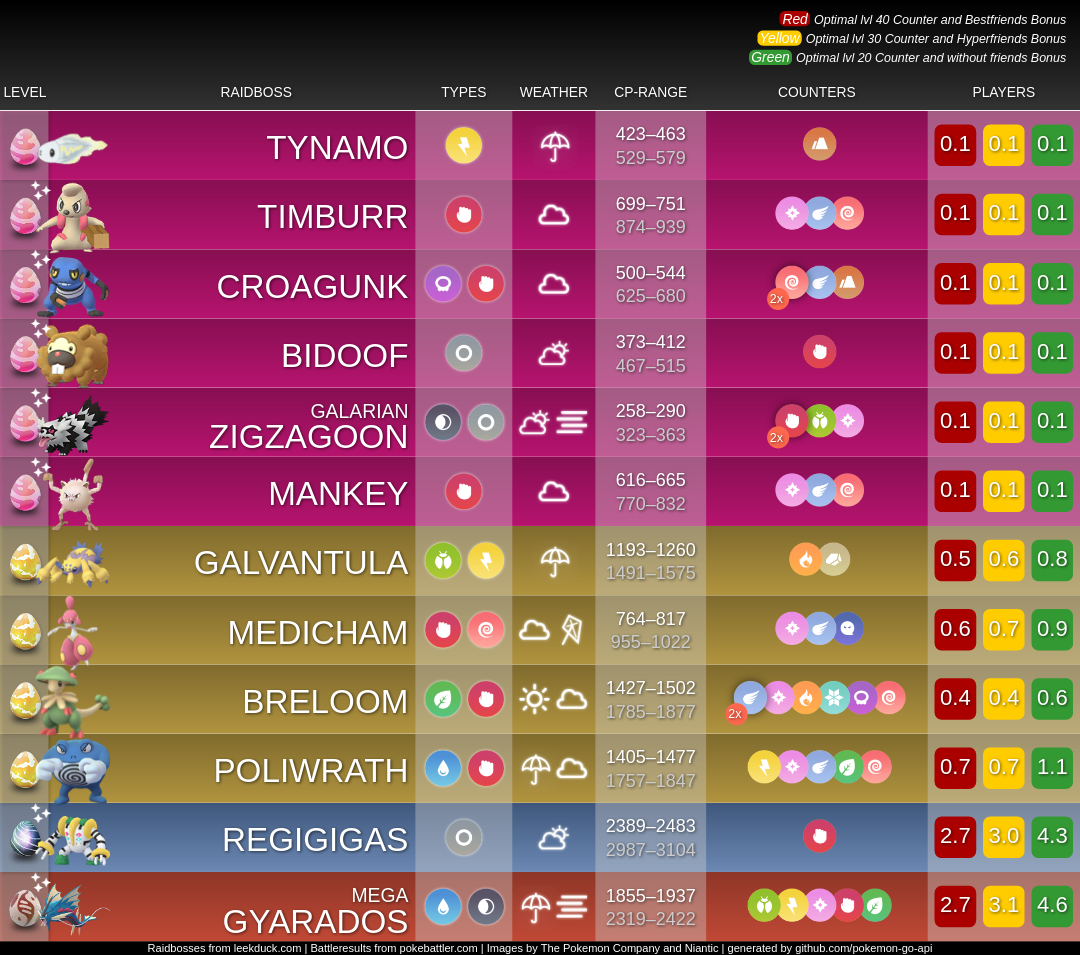 Red Optimal lvl 40 Counter and Bestfriends Bonus
Yellow Optimal lvl 30 Counter and Hyperfriends Bonus
Green Optimal lvl 20 Counter and without friends Bonus
LEVEL RAIDBOSS TYPES WEATHER CP-RANGE COUNTERS PLAYERS
TYNAMO 423–463 0.1 0.1 0.1
529–579
TIMBURR 699–751 0.1 0.1 0.1
874–939
CROAGUNK 500–544 0.1 0.1 0.1
625–680 2x
BIDOOF 373–412 0.1 0.1 0.1
467–515
GALARIAN 258–290
ZIGZAGOON 323–363 2x 0.1 0.1 0.1
MANKEY 616–665 0.1 0.1 0.1
770–832
GALVANTULA 1193–1260 0.5 0.6 0.8
1491–1575
MEDICHAM 764–817 0.6 0.7 0.9
955–1022
BRELOOM 1427–1502 0.4 0.4 0.6
1785–1877 2x
POLIWRATH 1405–1477 0.7 0.7 1.1
1757–1847
REGIGIGAS 2389–2483 2.7 3.0 4.3
2987–3104
MEGA 1855–1937
GYARADOS 2319–2422 2.7 3.1 4.6
Raidbosses from leekduck.com | Battleresults from pokebattler.com | Images by The Pokemon Company and Niantic | generated by github.com/pokemon-go-api